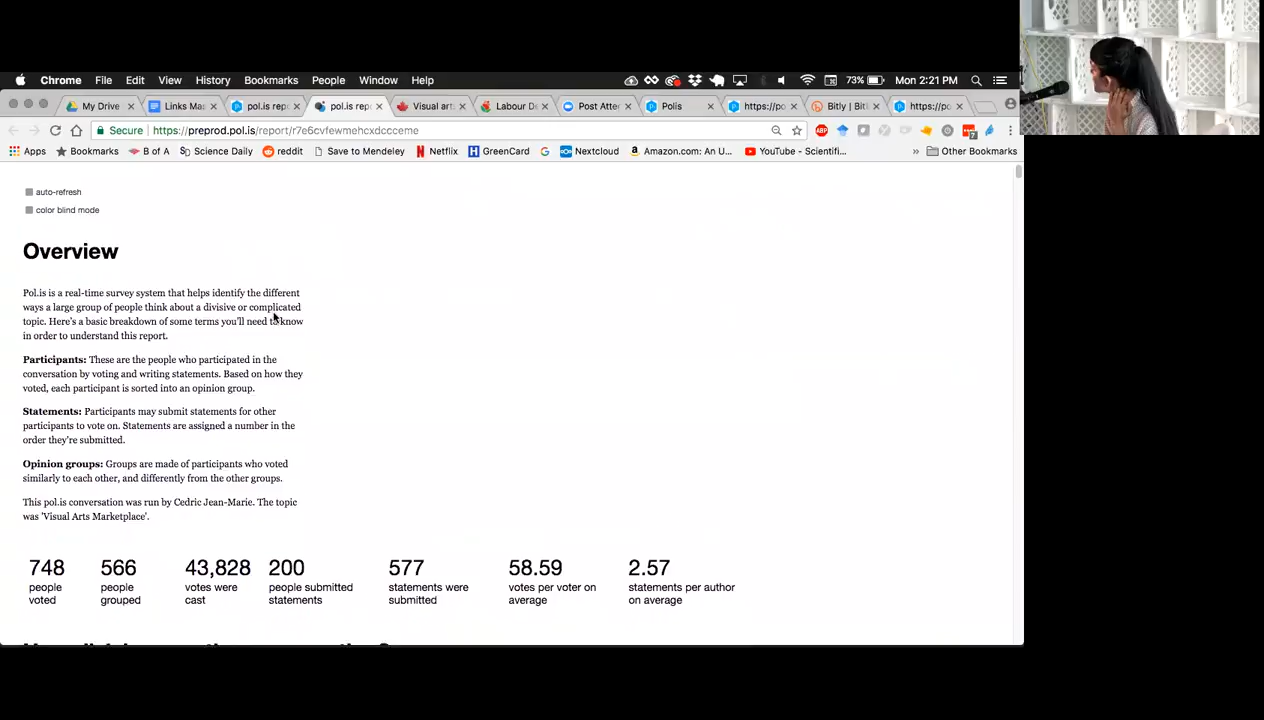 Chrome File Edit View History Bookmarks People Window Help 73% Mon 2:21 PM
My Drive Links Ma pol.is rep pol.is rep Visual art Labour D Post Atte Polis https://po Bitly | Bit https://po
Secure https://preprod.pol.is/report/r7e6cvfewmehcxdccceme
Apps Bookmarks B of A Science Daily reddit Save to Mendeley Netflix GreenCard Nextcloud Amazon.com: An U... YouTube - Scientifi... » Other Bookmarks
auto-refresh
color blind mode
Overview
Pol.is is a real-time survey system that helps identify the different
ways a large group of people think about a divisive or complicated
topic. Here's a basic breakdown of some terms you'll need to know
in order to understand this report.
Participants: These are the people who participated in the
conversation by voting and writing statements. Based on how they
voted, each participant is sorted into an opinion group.
Statements: Participants may submit statements for other
participants to vote on. Statements are assigned a number in the
order they're submitted.
Opinion groups: Groups are made of participants who voted
similarly to each other, and differently from the other groups.
This pol.is conversation was run by Cedric Jean-Marie. The topic
was 'Visual Arts Marketplace'.
748 566 43,828 200 577 58.59 2.57
people people votes were people submitted statements were votes per voter on statements per author
voted grouped cast statements submitted average on average